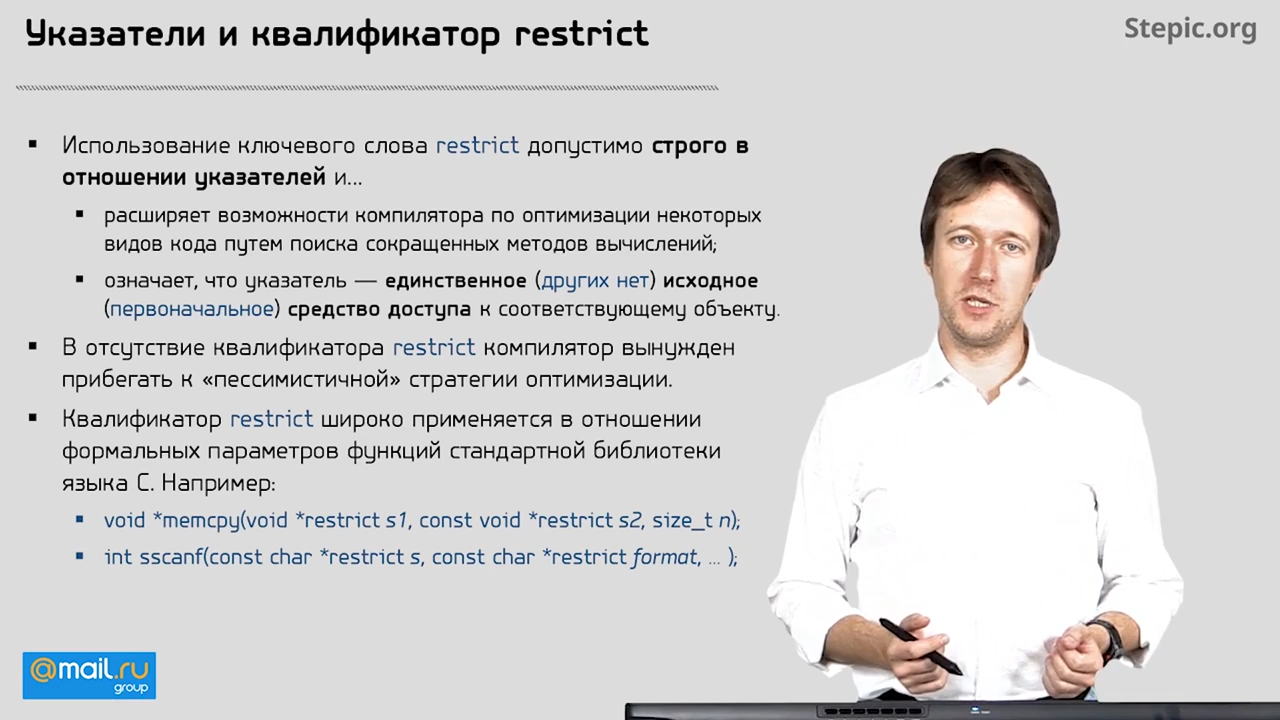 Указатели и квалификатор restrict
Stepic.org
▪ Использование ключевого слова restrict допустимо строго в
отношении указателей и...
▪ расширяет возможности компилятора по оптимизации некоторых
видов кода путем поиска сокращенных методов вычислений;
▪ означает, что указатель — единственное (других нет) исходное
(первоначальное) средство доступа к соответствующему объекту.
▪ В отсутствие квалификатора restrict компилятор вынужден
прибегать к «пессимистичной» стратегии оптимизации.
▪ Квалификатор restrict широко применяется в отношении
формальных параметров функций стандартной библиотеки
языка С. Например:
▪ void *memcpy(void *restrict s1, const void *restrict s2, size_t n);
▪ int sscanf(const char *restrict s, const char *restrict format, ... );
@mail.ru
group